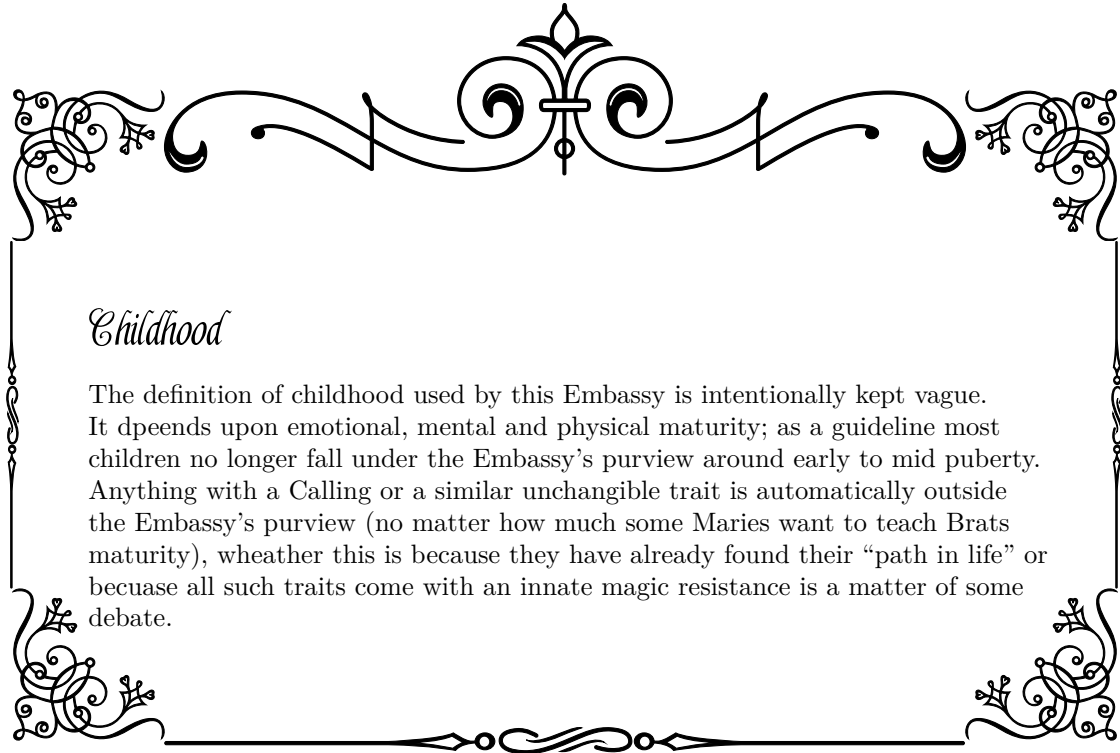 Childhood
The definition of childhood used by this Embassy is intentionally kept vague.
It dpeends upon emotional, mental and physical maturity; as a guideline most
children no longer fall under the Embassy's purview around early to mid puberty.
Anything with a Calling or a similar unchangible trait is automatically outside
the Embassy's purview (no matter how much some Maries want to teach Brats
maturity), wheather this is because they have already found their “path in life” or
becuase all such traits come with an innate magic resistance is a matter of some
debate.